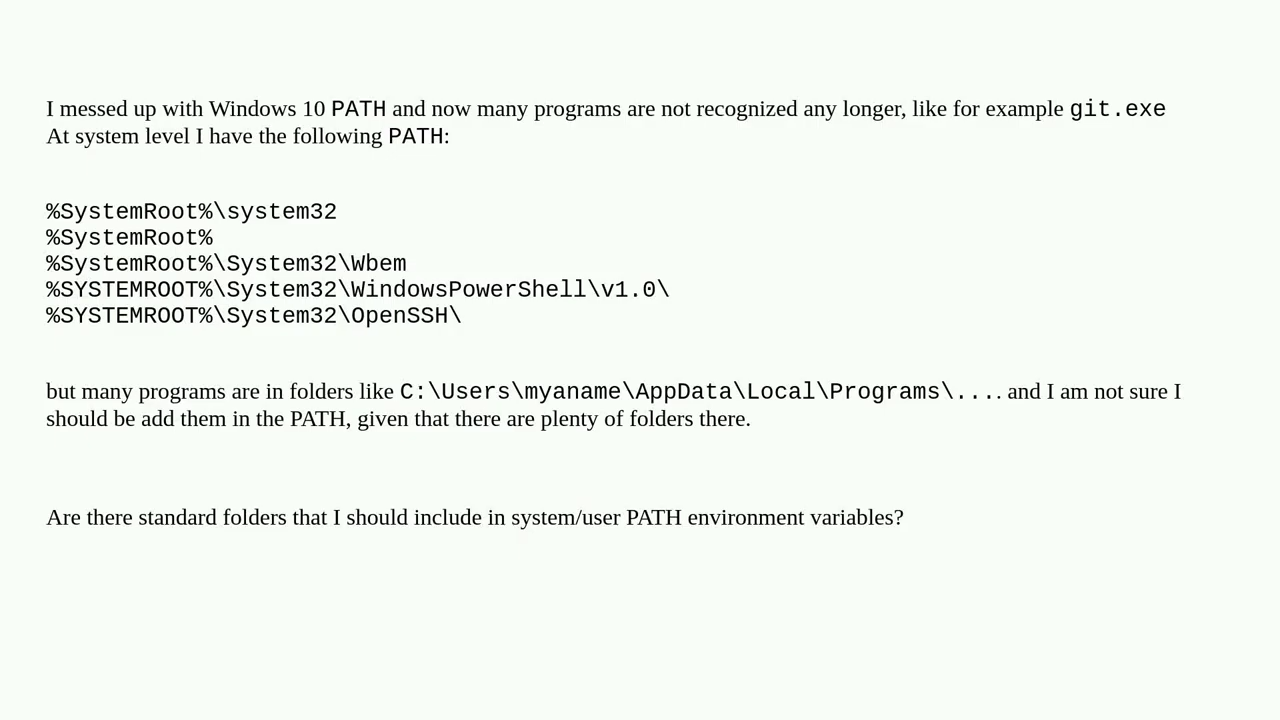 I messed up with Windows 10 PATH and now many programs are not recognized any longer, like for example git.exe
At system level I have the following PATH:
%SystemRoot%\system32
%SystemRoot%
%SystemRoot%\System32\Wbem
%SYSTEMROOT%\System32\WindowsPowerShell\v1.0\
%SYSTEMROOT%\System32\OpenSSH\
but many programs are in folders like C:\Users\myaname\AppData\Local\Programs\.... and I am not sure I
should be add them in the PATH, given that there are plenty of folders there.
Are there standard folders that I should include in system/user PATH environment variables?